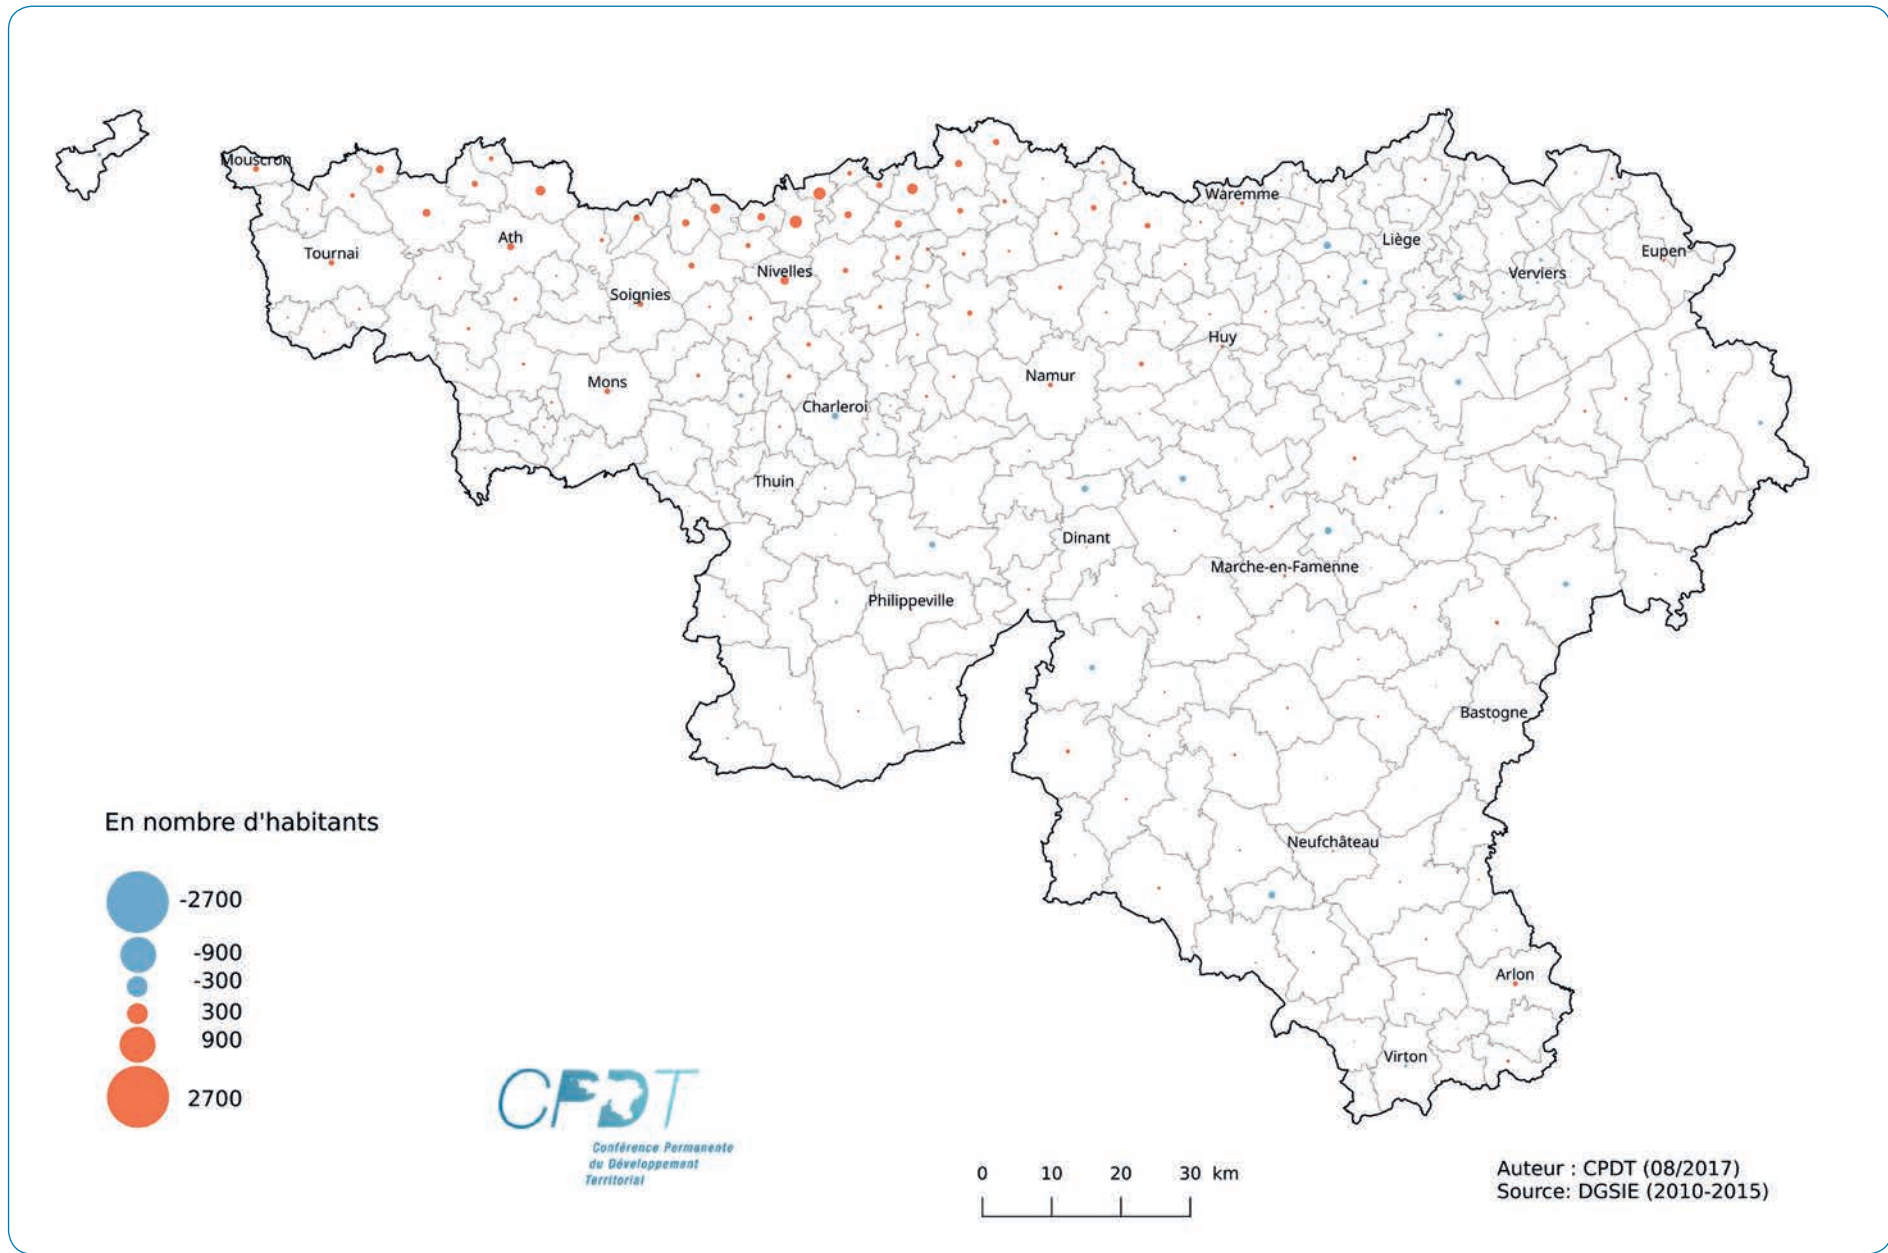 Mouscron
Waremme
Ath
Liège
Tournai
Eupen
Nivelles
Verviers
Soignies
Huy
Namur
Mons
Charleroi
Thuin
Dinant
Marche-en-Famenne
Philippeville
Bastogne
Neufchâteau
Arlon
Virton
En nombre d'habitants
-2700
-900
-300
300
900
2700
CPDT
Conférence Permanente
du Développement
Territorial
0 10 20 30 km
Auteur : CPDT (08/2017)
Source: DGSIE (2010-2015)